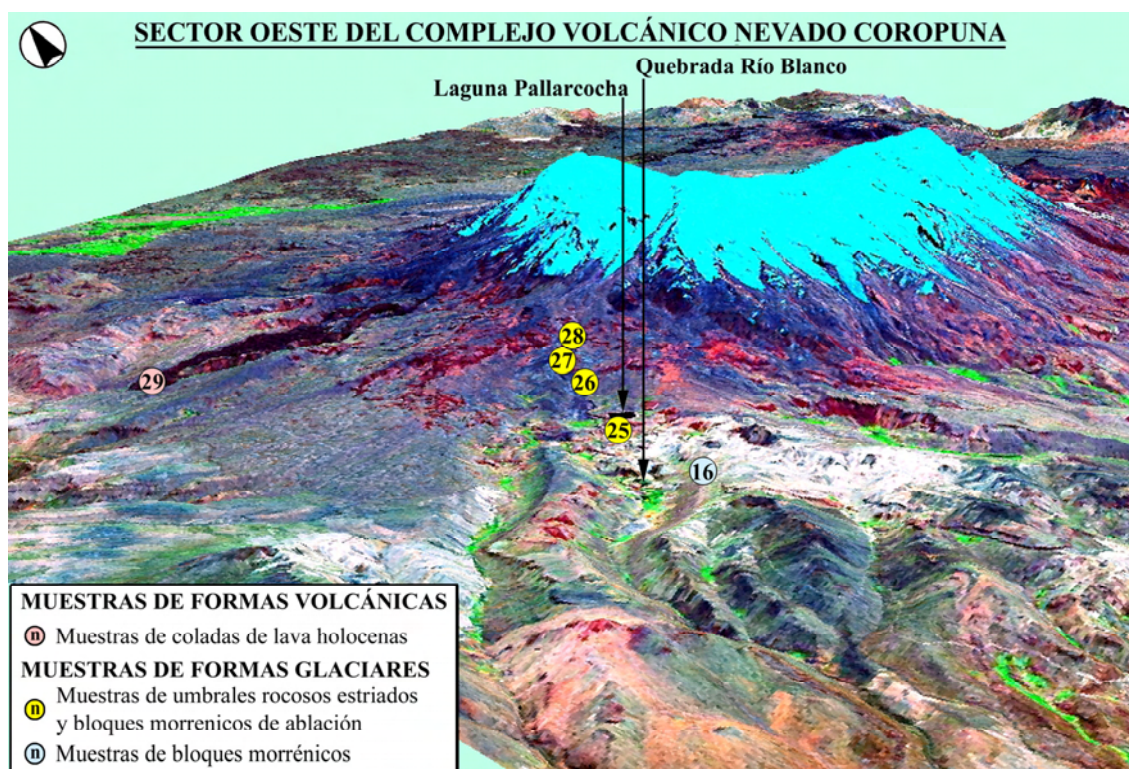 SECTOR OESTE DEL COMPLEJO VOLCÁNICO NEVADO COROPUNA
Quebrada Río Blanco
Laguna Pallarcocha
28
27
26
29
25
16
MUESTRAS DE FORMAS VOLCÁNICAS
n Muestras de coladas de lava holocenas
MUESTRAS DE FORMAS GLACIARES
n Muestras de umbrales rocosos estriados
y bloques morrenicos de ablación
n Muestras de bloques morrénicos